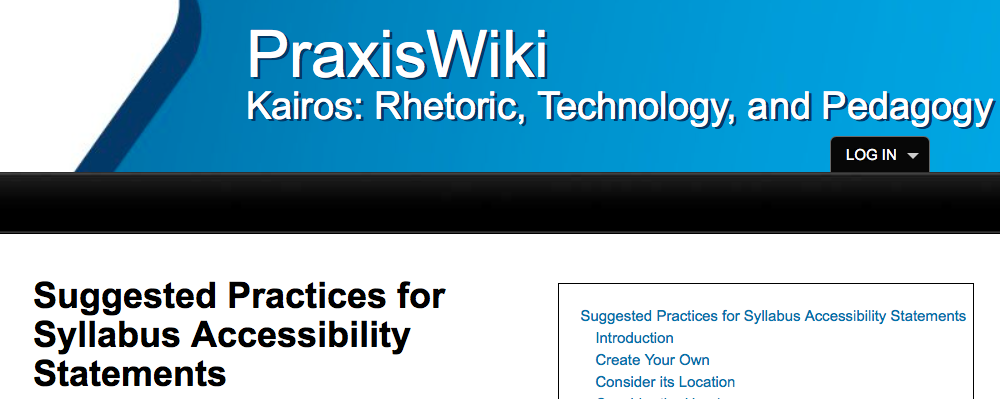 PraxisWiki
Kairos: Rhetoric, Technology, and Pedagogy
LOG IN
Suggested Practices for
Syllabus Accessibility
Statements
Suggested Practices for Syllabus Accessibility Statements
Introduction
Create Your Own
Consider its Location